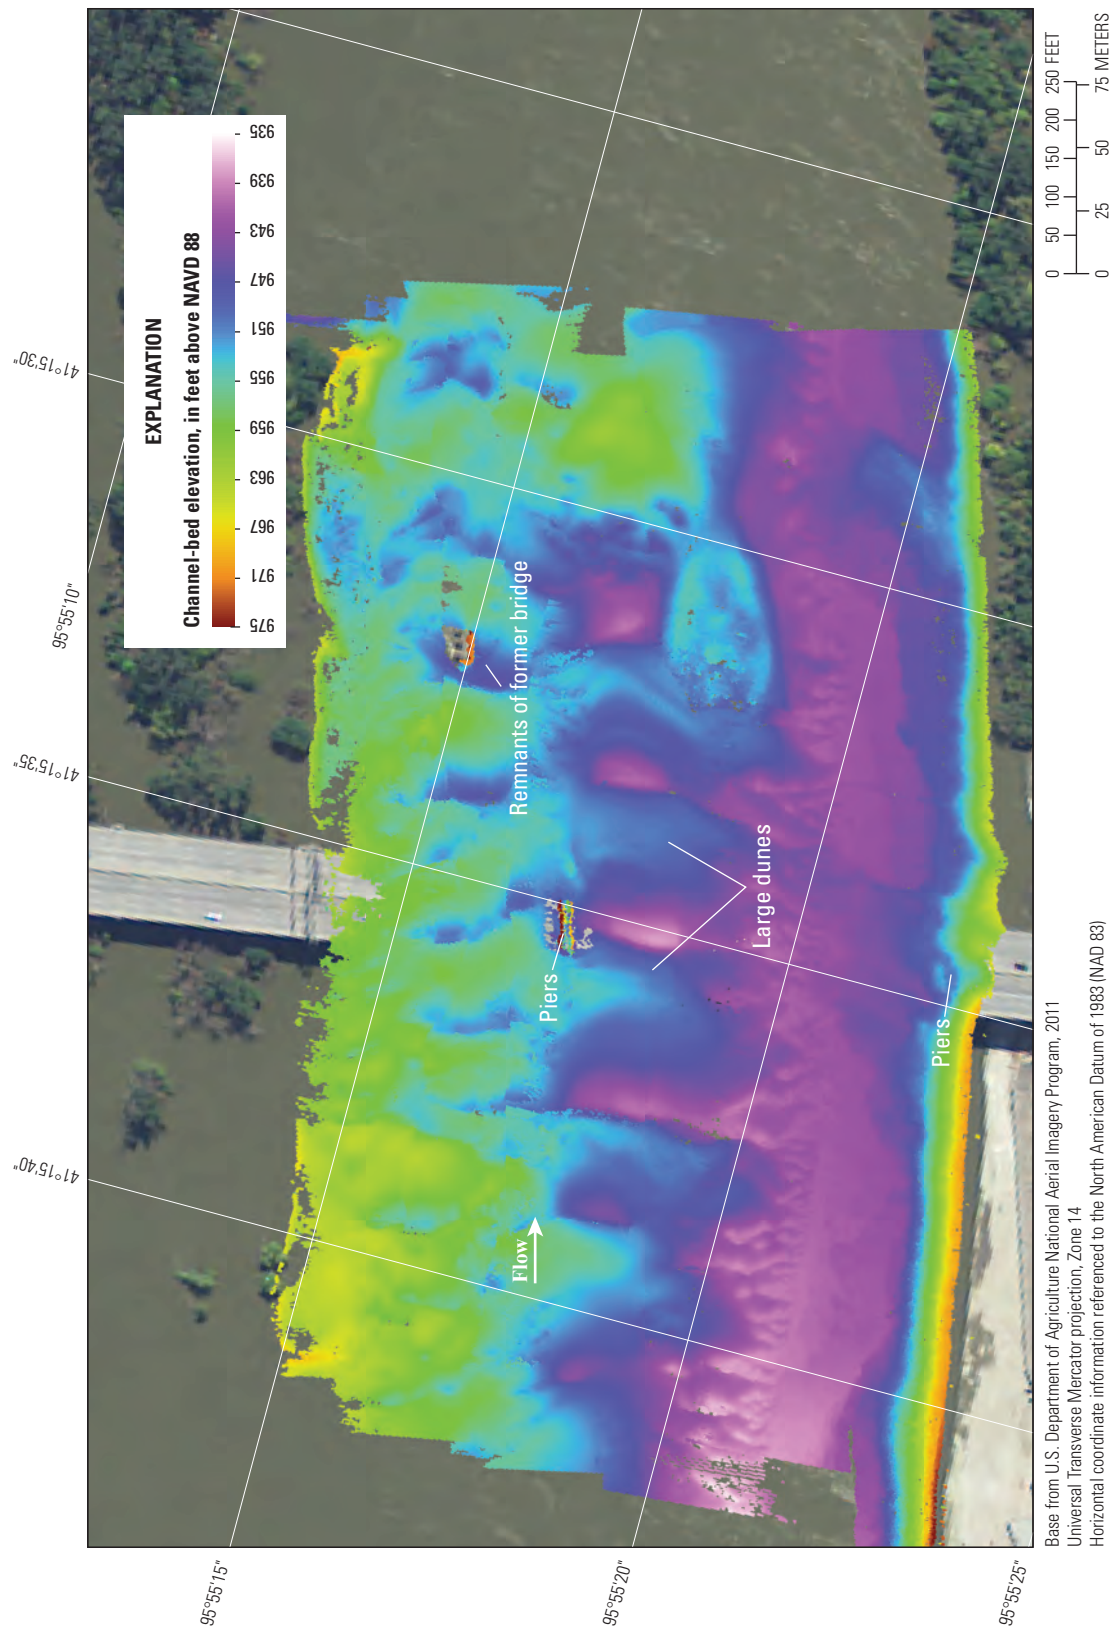 41°15'30"
95°55'10"
41°15'35"
41°15'40"
95°55'15"
95°55'20"
95°55'25"
EXPLANATION
Channel-bed elevation, in feet above NAVD 88
975
971
967
963
959
955
951
947
943
939
935
Remnants of former bridge
Piers
Large dunes
Flow
Piers
0 50 100 150 200 250 FEET
0 25 50 75 METERS
Base from U.S. Department of Agriculture National Aerial Imagery Program, 2011
Universal Transverse Mercator projection, Zone 14
Horizontal coordinate information referenced to the North American Datum of 1983 (NAD 83)